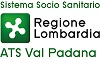 Sistema Socio Sanitario
Regione
Lombardia
ATS Val Padana